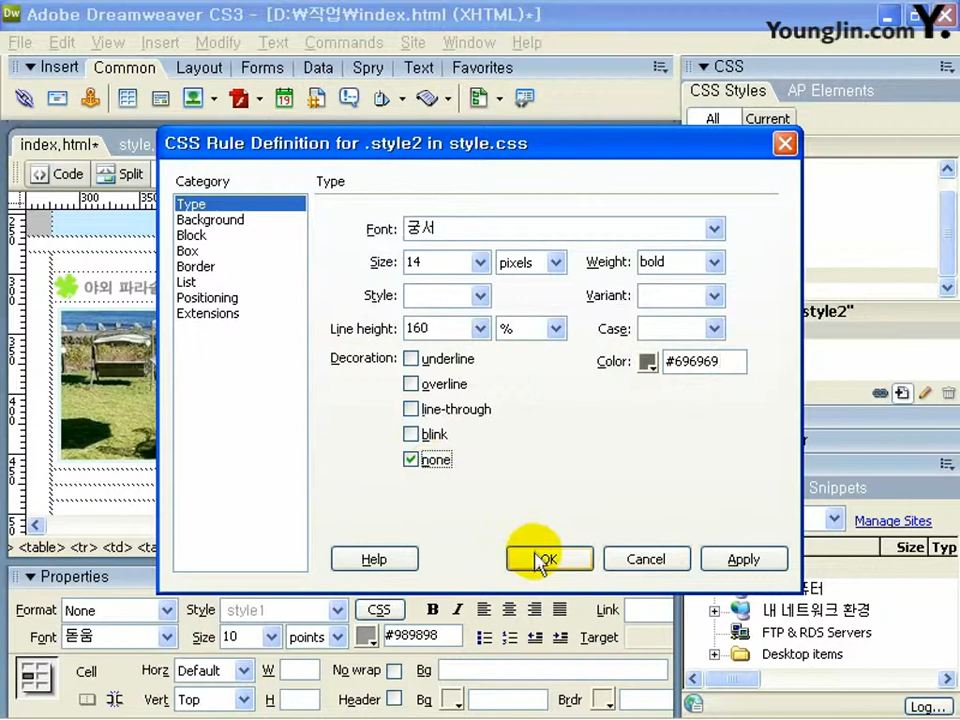 Adobe Dreamweaver CS3 - [D:₩작업₩index.html (XHTML)*]
YoungJin.com Y.
File Edit View Insert Modify Text Commands Site Window Help
Insert Common Layout Forms Data Spry Text Favorites
CSS
CSS Styles AP Elements
All Current
index.html* style.
Code Split
CSS Rule Definition for .style2 in style.css
Category
Type
Background
Block
Box
Border
List
Positioning
Extensions
Type
Font: 궁서
Size: 14 pixels Weight: bold
Style: Variant:
Line height: 160 % Case:
Decoration: underline Color: #696969
overline
line-through
blink
none
Help OK Cancel Apply
300 350
야외 파라솔
style2"
Snippets
Manage Sites
Size Typ
내 네트워크 환경
FTP & RDS Servers
Desktop items
Log...
<table> <tr> <td> <ta
Properties
Format None Style style1 CSS B I Link
Font 돋움 Size 10 points #989898 Target
Cell Horz Default W No wrap Bg
Vert Top H Header Bg Brdr